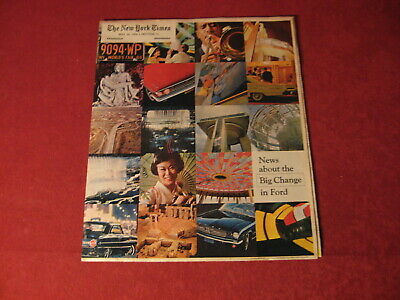 The New York Times
9094·WP
WORLD'S FAIR
News
about the
Big Change
in Ford